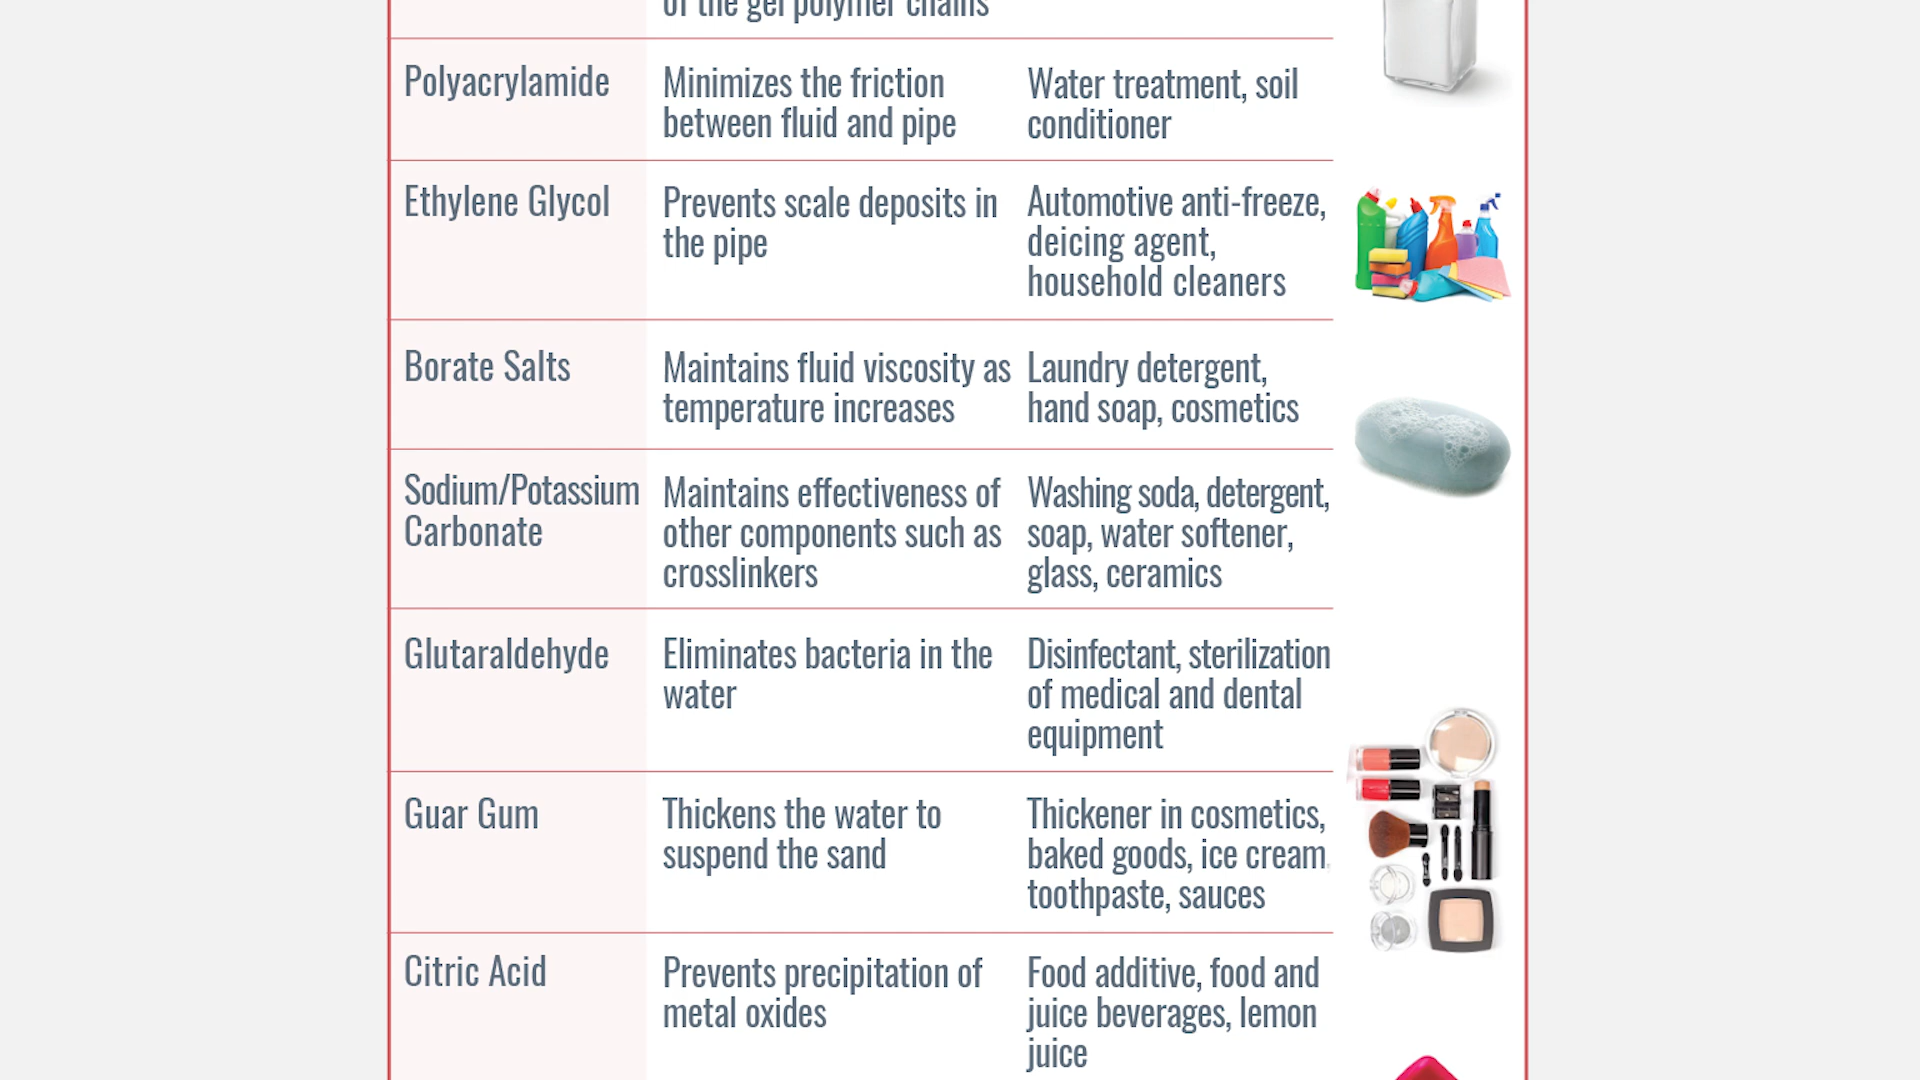 of the gel polymer chains
Polyacrylamide
Minimizes the friction
between fluid and pipe
Water treatment, soil
conditioner
Ethylene Glycol
Prevents scale deposits in
the pipe
Automotive anti-freeze,
deicing agent,
household cleaners
Borate Salts
Maintains fluid viscosity as
temperature increases
Laundry detergent,
hand soap, cosmetics
Sodium/Potassium
Carbonate
Maintains effectiveness of
other components such as
crosslinkers
Washing soda, detergent,
soap, water softener,
glass, ceramics
Glutaraldehyde
Eliminates bacteria in the
water
Disinfectant, sterilization
of medical and dental
equipment
Guar Gum
Thickens the water to
suspend the sand
Thickener in cosmetics,
baked goods, ice cream,
toothpaste, sauces
Citric Acid
Prevents precipitation of
metal oxides
Food additive, food and
juice beverages, lemon
juice